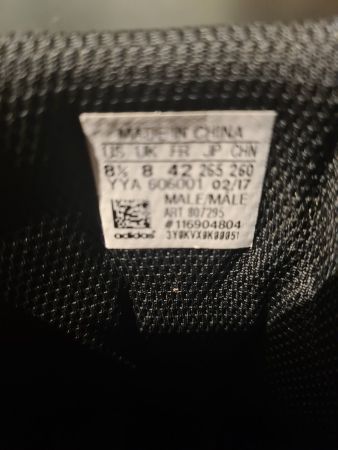 MADE IN CHINA
US UK FR JP CHN
8½ 8 42 265 260
YYA 606001 02/17
MALE/MALE
ART B07295
#116904804
adidas